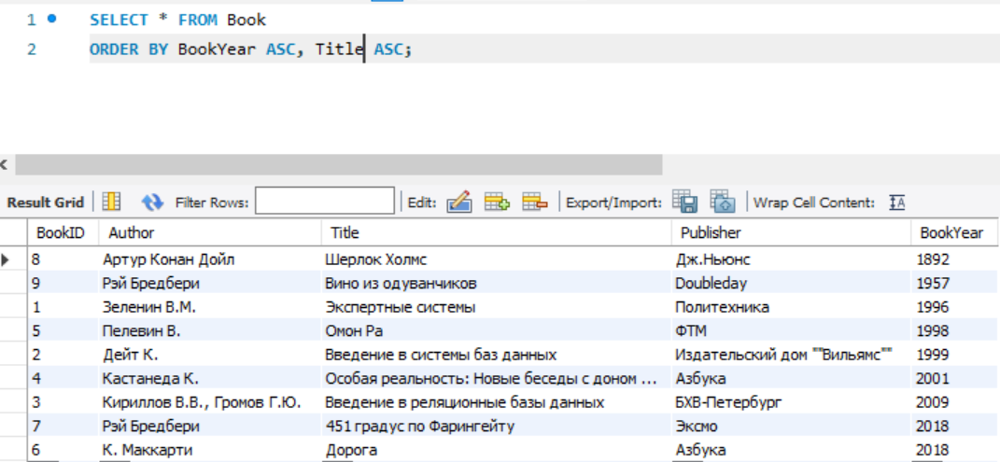 1 SELECT * FROM Book
2 ORDER BY BookYear ASC, Title ASC;
Result Grid Filter Rows: Edit: Export/Import: Wrap Cell Content: IA
BookID Author Title Publisher BookYear
8 Артур Конан Дойл Шерлок Холмс Дж.Ньюнс 1892
9 Рэй Бредбери Вино из одуванчиков Doubleday 1957
1 Зеленин В.М. Экспертные системы Политехника 1996
5 Пелевин В. Омон Ра ФТМ 1998
2 Дейт К. Введение в системы баз данных Издательский дом ""Вильямс"" 1999
4 Кастанеда К. Особая реальность: Новые беседы с доном ... Азбука 2001
3 Кириллов В.В., Громов Г.Ю. Введение в реляционные базы данных БХВ-Петербург 2009
7 Рэй Бредбери 451 градус по Фарингейту Эксмо 2018
6 К. Маккарти Дорога Азбука 2018